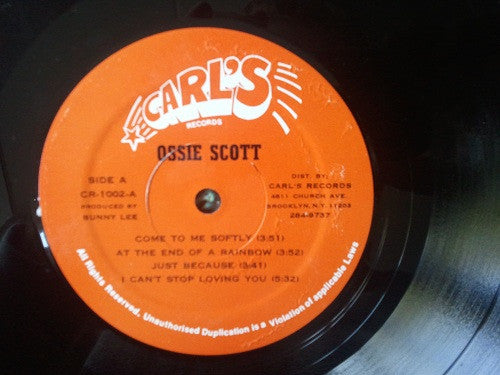 CARL'S
RECORDS
OSSIE SCOTT
SIDE A
CR-1002-A
PRODUCED BY
BUNNY LEE
DIST. BY:
CARL'S RECORDS
4811 CHURCH AVE.
BROOKLYN, N.Y. 11203
284-9737
COME TO ME SOFTLY (3:51)
AT THE END OF A RAINBOW (3:52)
JUST BECAUSE (3:41)
I CAN'T STOP LOVING YOU (5:32)
All Rights Reserved. Unauthorised Duplication is a Violation of applicable Laws